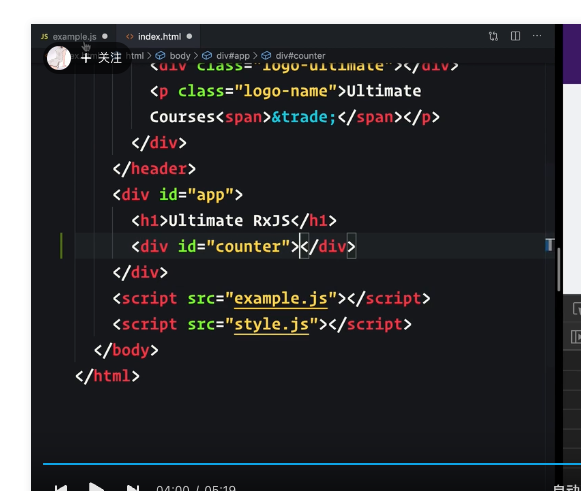 JS example.js ● <> index.html ●
+ 关注 html > body > div#app > div#counter
<div class="logo-ultimate"></div>
<p class="logo-name">Ultimate
Courses<span>&trade;</span></p>
</div>
</header>
<div id="app">
<h1>Ultimate RxJS</h1>
<div id="counter"></div>
</div>
<script src="example.js"></script>
<script src="style.js"></script>
</body>
</html>
04:00 / 05:19
自动